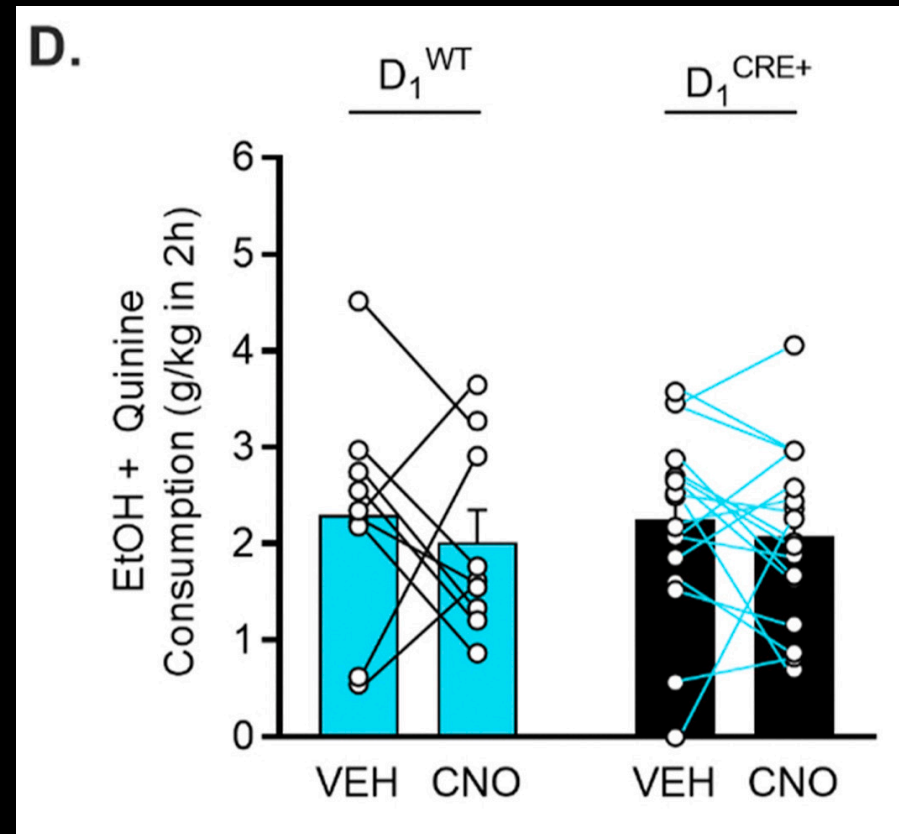 D.
D₁ᵂᵀ
D₁ᶜᴿᴱ⁺
EtOH + Quinine
Consumption (g/kg in 2h)
6
5
4
3
2
1
0
VEH CNO VEH CNO